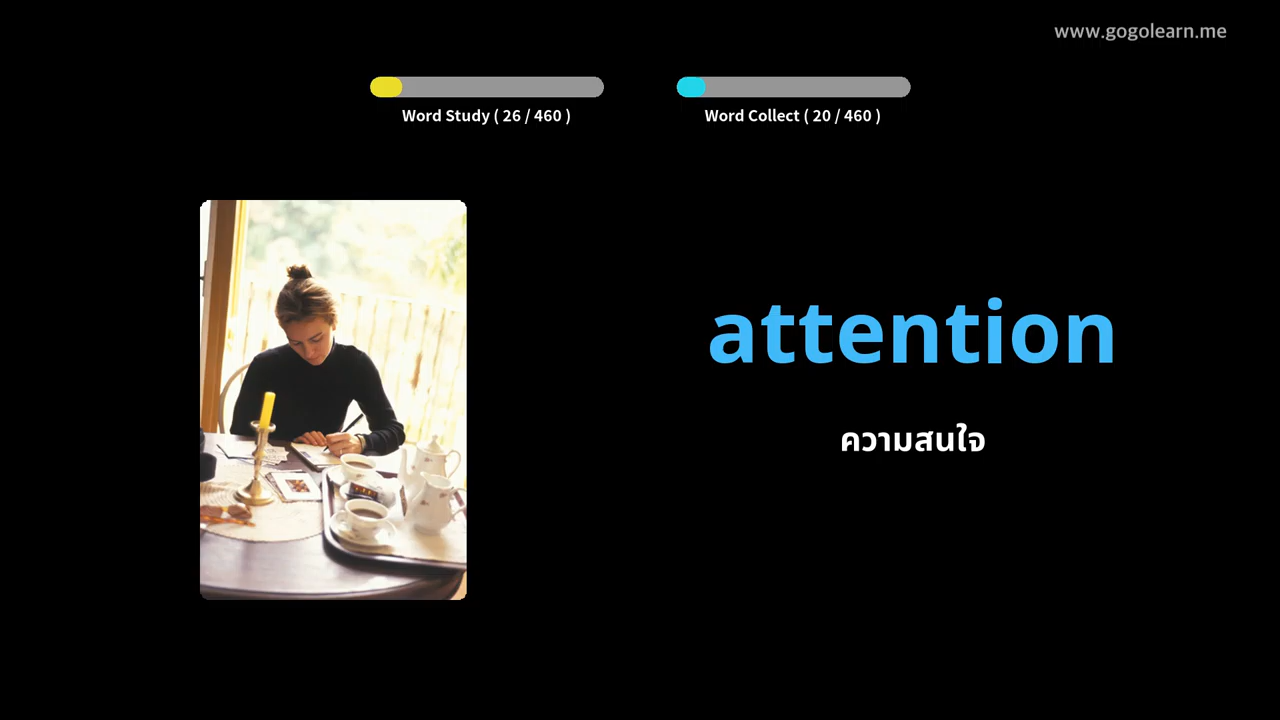 www.gogolearn.me
Word Study ( 26 / 460 )
Word Collect ( 20 / 460 )
attention
ความสนใจ